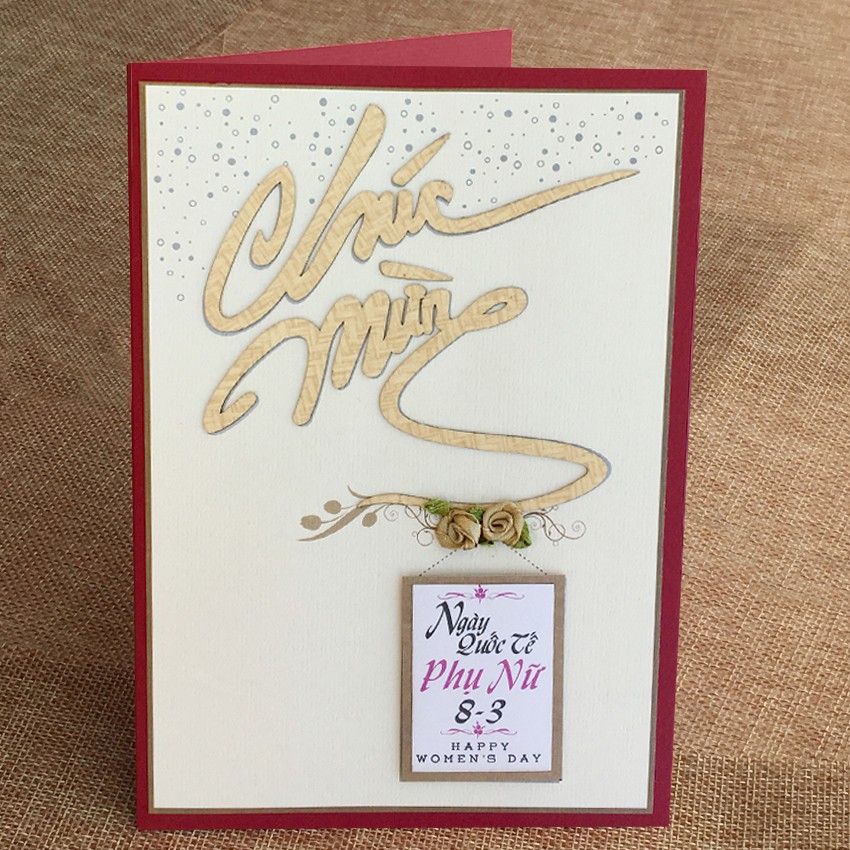 Chúc
Mừng
Ngày
Quốc Tế
Phụ Nữ
8-3
HAPPY
WOMEN'S DAY